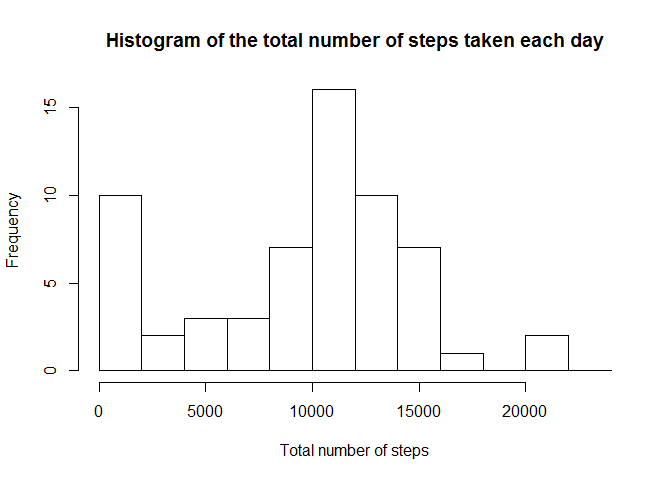 Histogram of the total number of steps taken each day
Frequency
15
10
5
0
0 5000 10000 15000 20000
Total number of steps